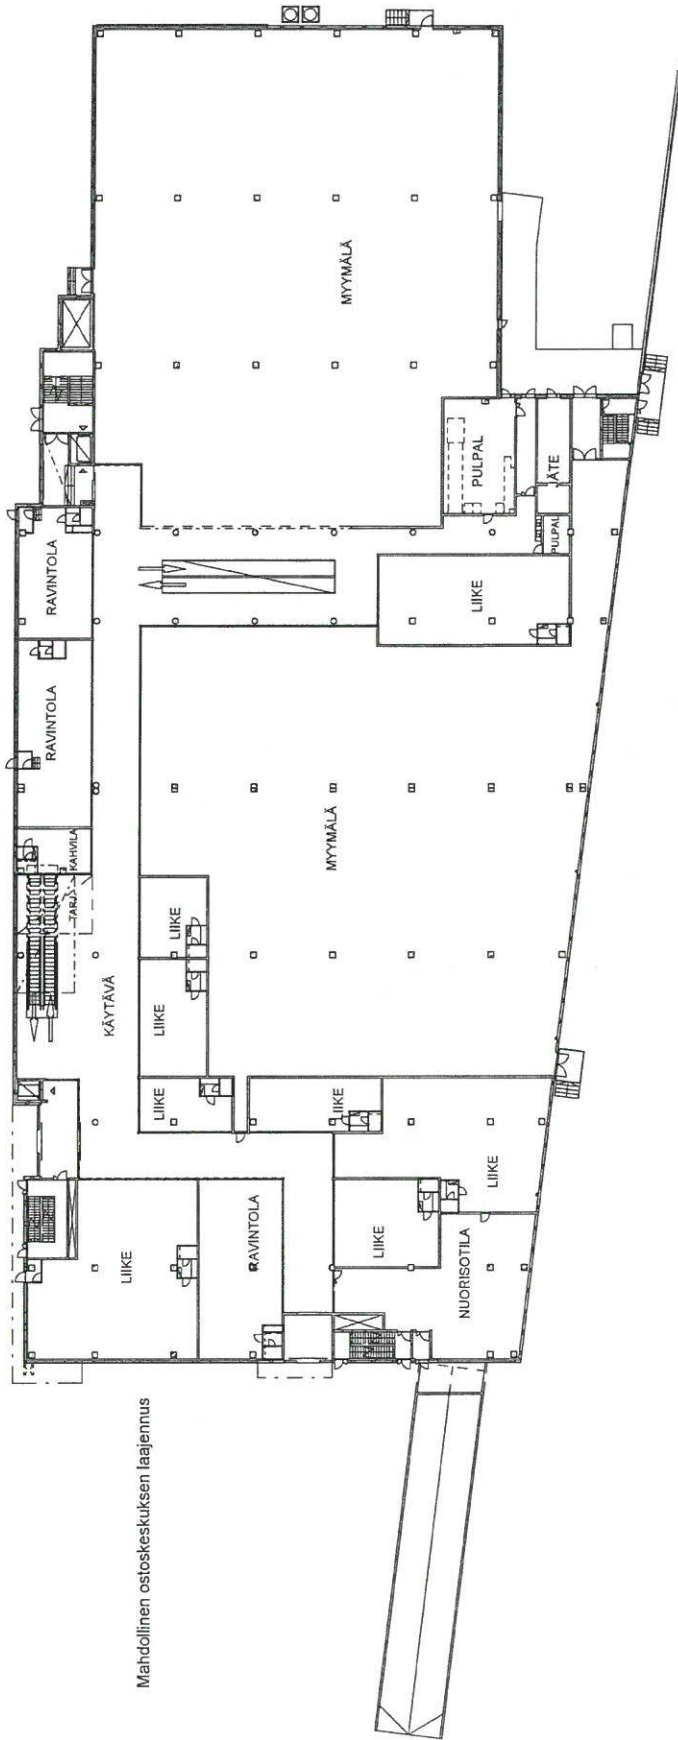 RAVINTOLA
RAVINTOLA
KAHVILA
TARJ.
KÄYTÄVÄ
LIIKE
Mahdollinen ostoskeskuksen laajennus
LIIKE
LIIKE
LIIKE
RAVINTOLA
LIIKE
MYYMÄLÄ
MYYMÄLÄ
LIIKE
NUORISOTILA
LIIKE
LIIKE
PULPAL
PULPAL
JÄTE